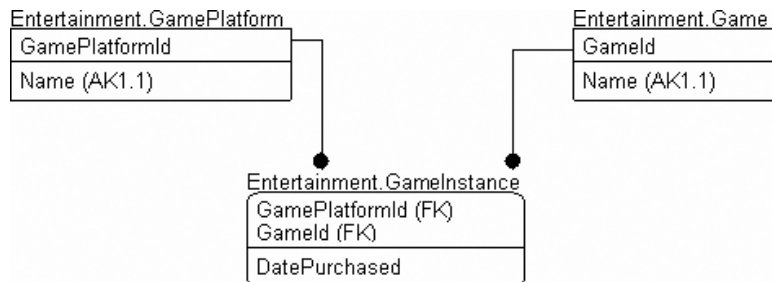 Entertainment.GamePlatform
GamePlatformId
Name (AK1.1)
Entertainment.Game
GameId
Name (AK1.1)
Entertainment.GameInstance
GamePlatformId (FK)
GameId (FK)
DatePurchased